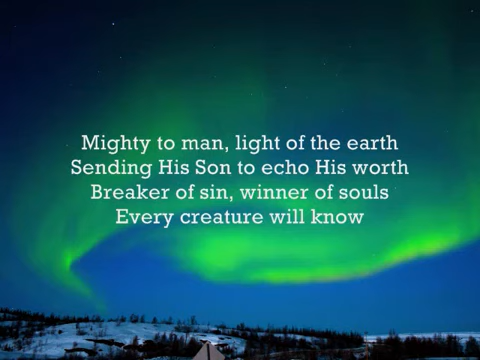 Mighty to man, light of the earth
Sending His Son to echo His worth
Breaker of sin, winner of souls
Every creature will know